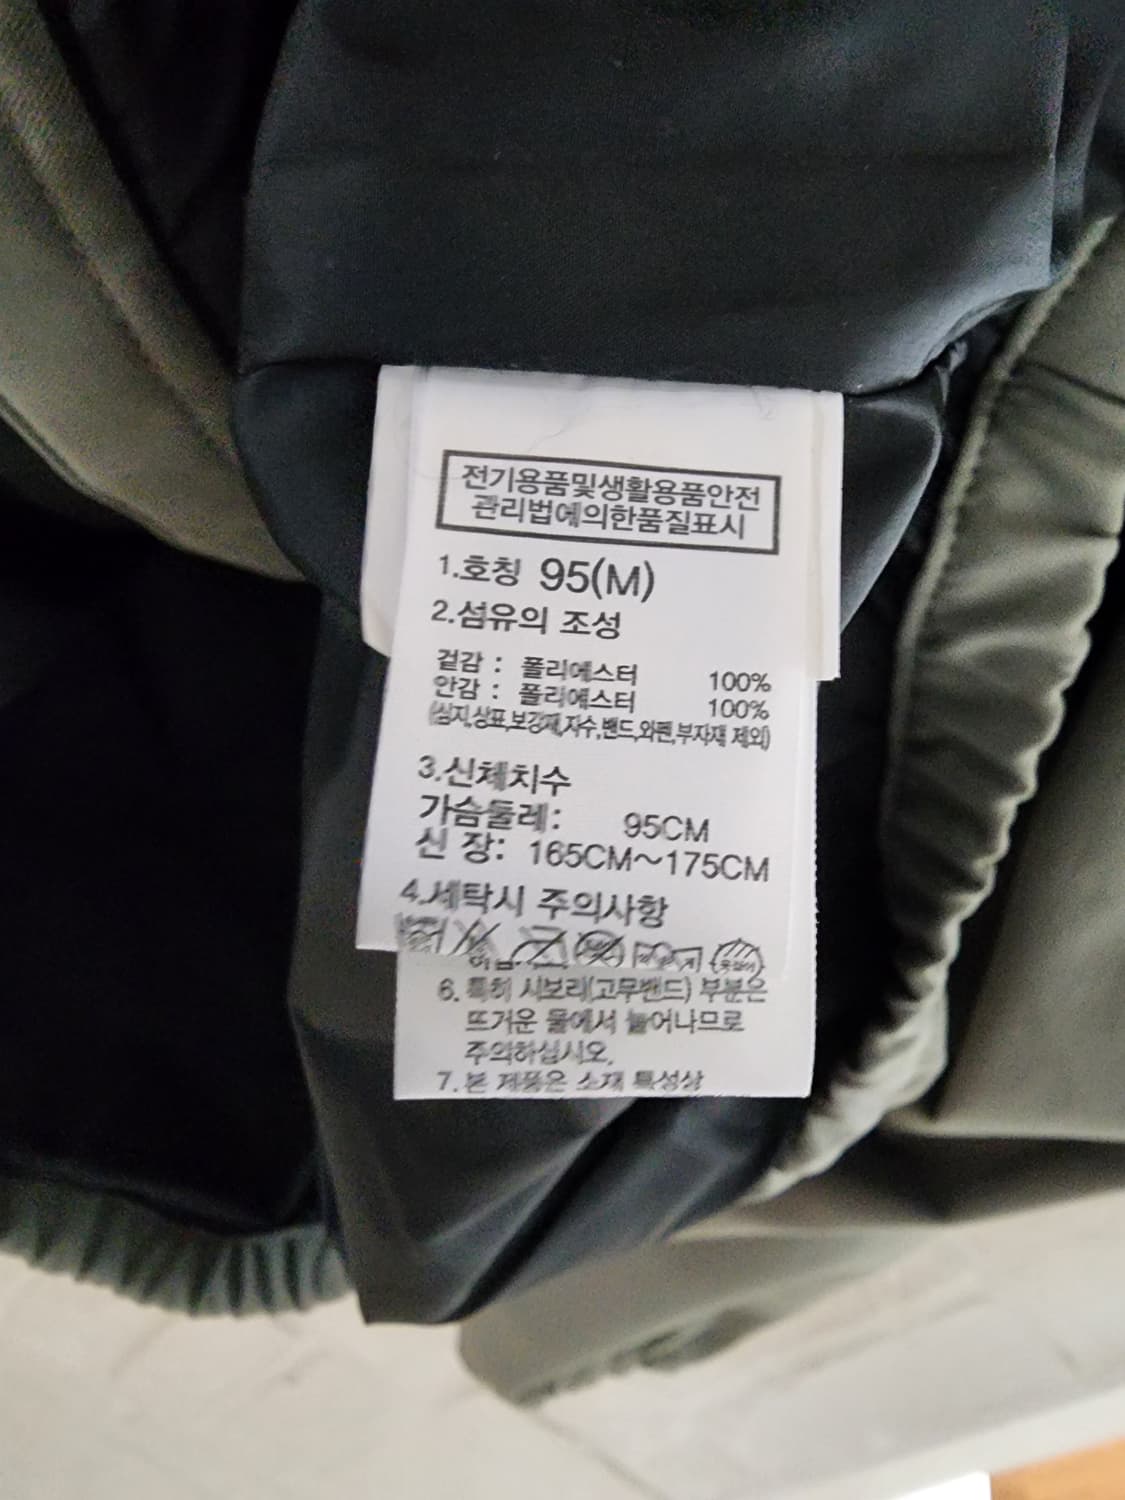 전기용품및생활용품안전
관리법에의한품질표시
1.호칭 95(M)
2.섬유의 조성
겉감 : 폴리에스터 100%
안감 : 폴리에스터 100%
(심지,상표,보강재,자수,밴드,와펜,부자재 제외)
3.신체치수
가슴둘레: 95CM
신 장: 165CM~175CM
4.세탁시 주의사항
6. 특히 시보리(고무밴드) 부분은
뜨거운 물에서 늘어나므로
주의하십시오.
7. 본 제품은 소재 특성상